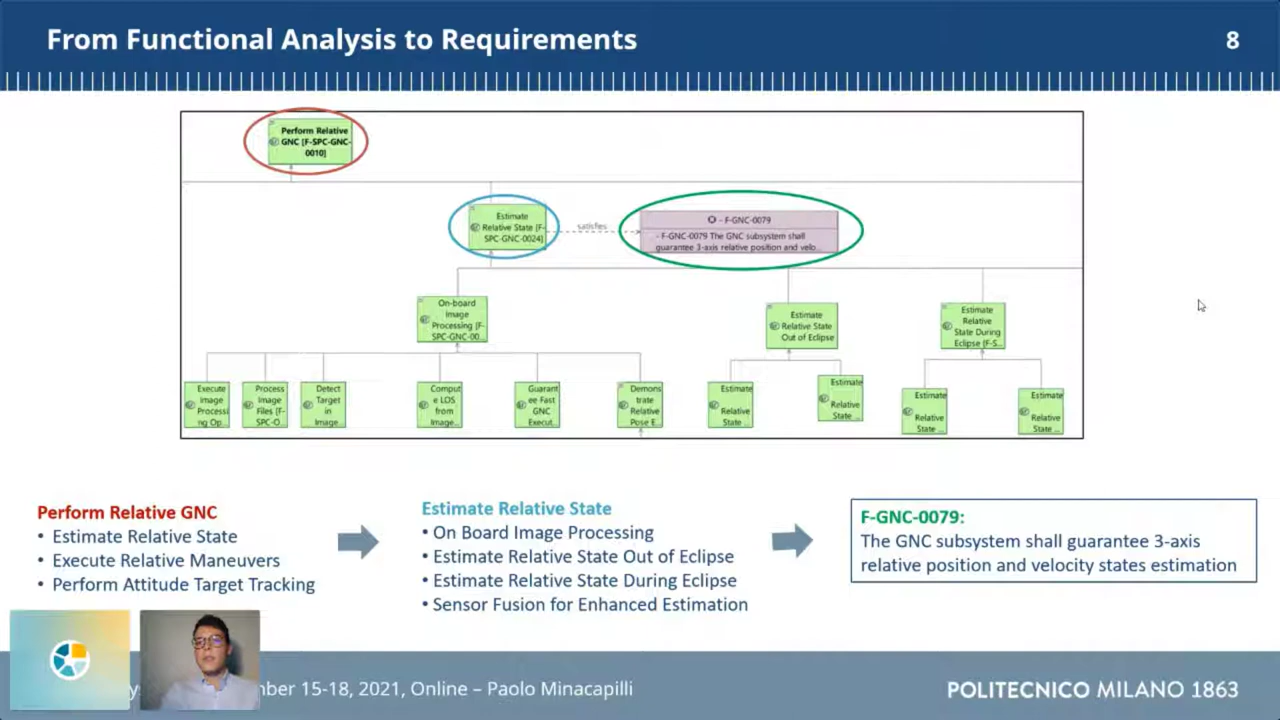 From Functional Analysis to Requirements
8
Perform Relative
GNC [F-SPC-GNC-
0010]
Estimate
Relative State [F-
SPC-GNC-0024]
satisfies
- F-GNC-0079
- F-GNC-0079 The GNC subsystem shall
guarantee 3-axis relative position and velo...
On-board
Image
Processing [F-
SPC-GNC-00...
Estimate
Relative State
Out of Eclipse
Estimate
Relative
State During
Eclipse [F-S...
Execute
Image
Processi
ng Op...
Process
Image
Files [F-
SPC-O...
Detect
Target
in
Image...
Comput
e LOS
from
Image...
Guarant
ee Fast
GNC
Execut...
Demons
trate
Relative
Pose E...
Estimate
Relative
State ...
Estimate
Relative
State ...
Estimate
Relative
State ...
Estimate
Relative
State ...
Perform Relative GNC
• Estimate Relative State
• Execute Relative Maneuvers
• Perform Attitude Target Tracking
Estimate Relative State
• On Board Image Processing
• Estimate Relative State Out of Eclipse
• Estimate Relative State During Eclipse
• Sensor Fusion for Enhanced Estimation
F-GNC-0079:
The GNC subsystem shall guarantee 3-axis
relative position and velocity states estimation
mber 15-18, 2021, Online – Paolo Minacapilli
POLITECNICO MILANO 1863